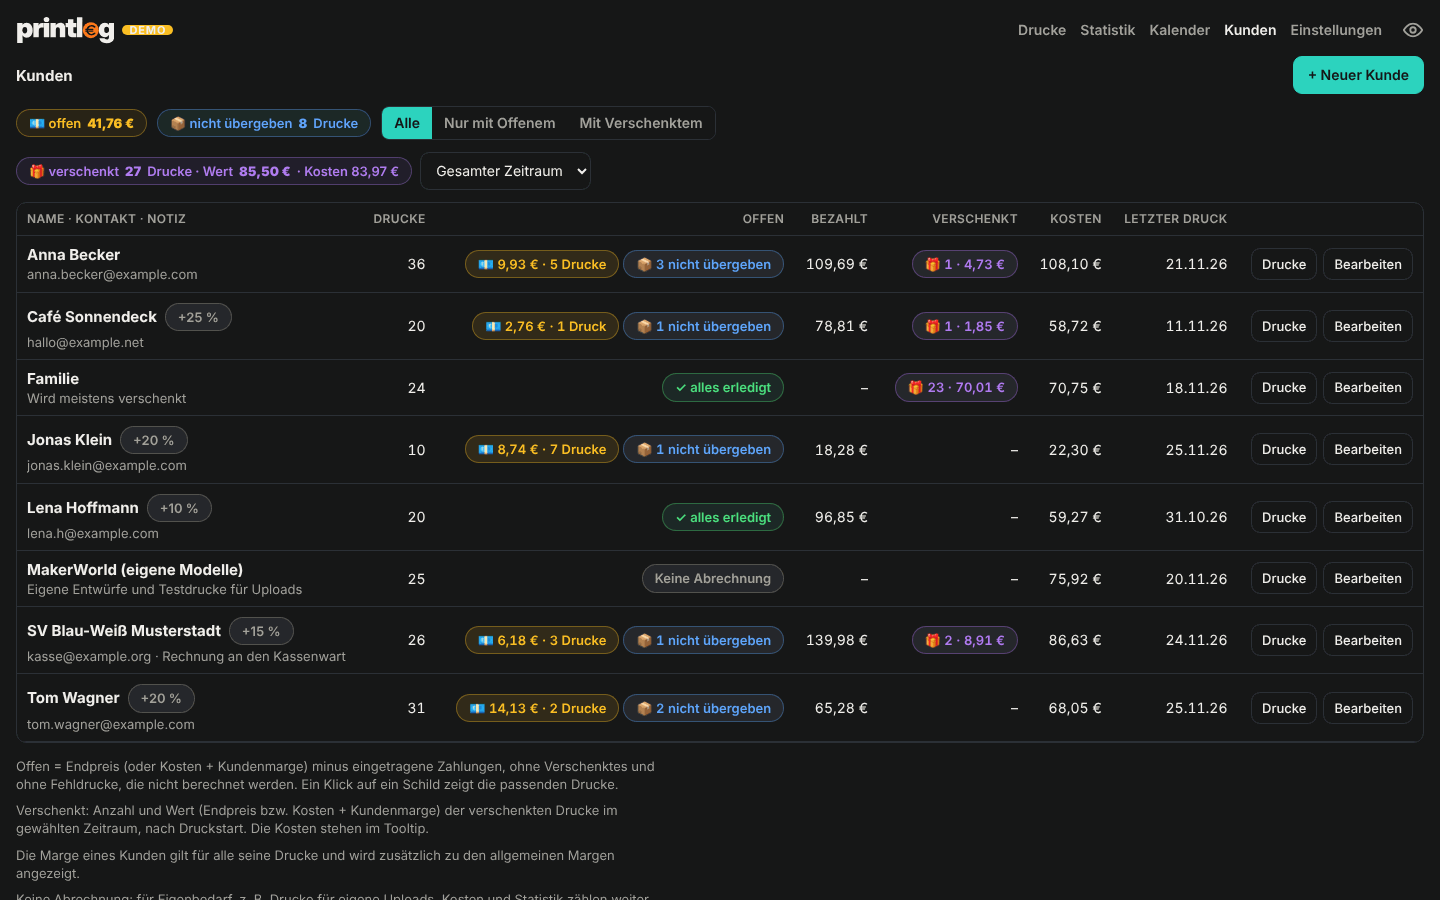 printlog DEMO
Drucke Statistik Kalender Kunden Einstellungen
Kunden
+ Neuer Kunde
offen 41,76 €
nicht übergeben 8 Drucke
Alle Nur mit Offenem Mit Verschenktem
verschenkt 27 Drucke · Wert 85,50 € · Kosten 83,97 €
Gesamter Zeitraum
NAME · KONTAKT · NOTIZ DRUCKE OFFEN BEZAHLT VERSCHENKT KOSTEN LETZTER DRUCK
Anna Becker
anna.becker@example.com
36 9,93 € · 5 Drucke 3 nicht übergeben 109,69 € 1 · 4,73 € 108,10 € 21.11.26 Drucke Bearbeiten
Café Sonnendeck +25 %
hallo@example.net
20 2,76 € · 1 Druck 1 nicht übergeben 78,81 € 1 · 1,85 € 58,72 € 11.11.26 Drucke Bearbeiten
Familie
Wird meistens verschenkt
24 ✓ alles erledigt – 23 · 70,01 € 70,75 € 18.11.26 Drucke Bearbeiten
Jonas Klein +20 %
jonas.klein@example.com
10 8,74 € · 7 Drucke 1 nicht übergeben 18,28 € – 22,30 € 25.11.26 Drucke Bearbeiten
Lena Hoffmann +10 %
lena.h@example.com
20 ✓ alles erledigt 96,85 € – 59,27 € 31.10.26 Drucke Bearbeiten
MakerWorld (eigene Modelle)
Eigene Entwürfe und Testdrucke für Uploads
25 Keine Abrechnung – – 75,92 € 20.11.26 Drucke Bearbeiten
SV Blau-Weiß Musterstadt +15 %
kasse@example.org · Rechnung an den Kassenwart
26 6,18 € · 3 Drucke 1 nicht übergeben 139,98 € 2 · 8,91 € 86,63 € 24.11.26 Drucke Bearbeiten
Tom Wagner +20 %
tom.wagner@example.com
31 14,13 € · 2 Drucke 2 nicht übergeben 65,28 € – 68,05 € 25.11.26 Drucke Bearbeiten
Offen = Endpreis (oder Kosten + Kundenmarge) minus eingetragene Zahlungen, ohne Verschenktes und
ohne Fehldrucke, die nicht berechnet werden. Ein Klick auf ein Schild zeigt die passenden Drucke.
Verschenkt: Anzahl und Wert (Endpreis bzw. Kosten + Kundenmarge) der verschenkten Drucke im
gewählten Zeitraum, nach Druckstart. Die Kosten stehen im Tooltip.
Die Marge eines Kunden gilt für alle seine Drucke und wird zusätzlich zu den allgemeinen Margen
angezeigt.
Keine Abrechnung: für Eigenbedarf, z. B. Drucke für eigene Uploads. Kosten und Statistik zählen weiter